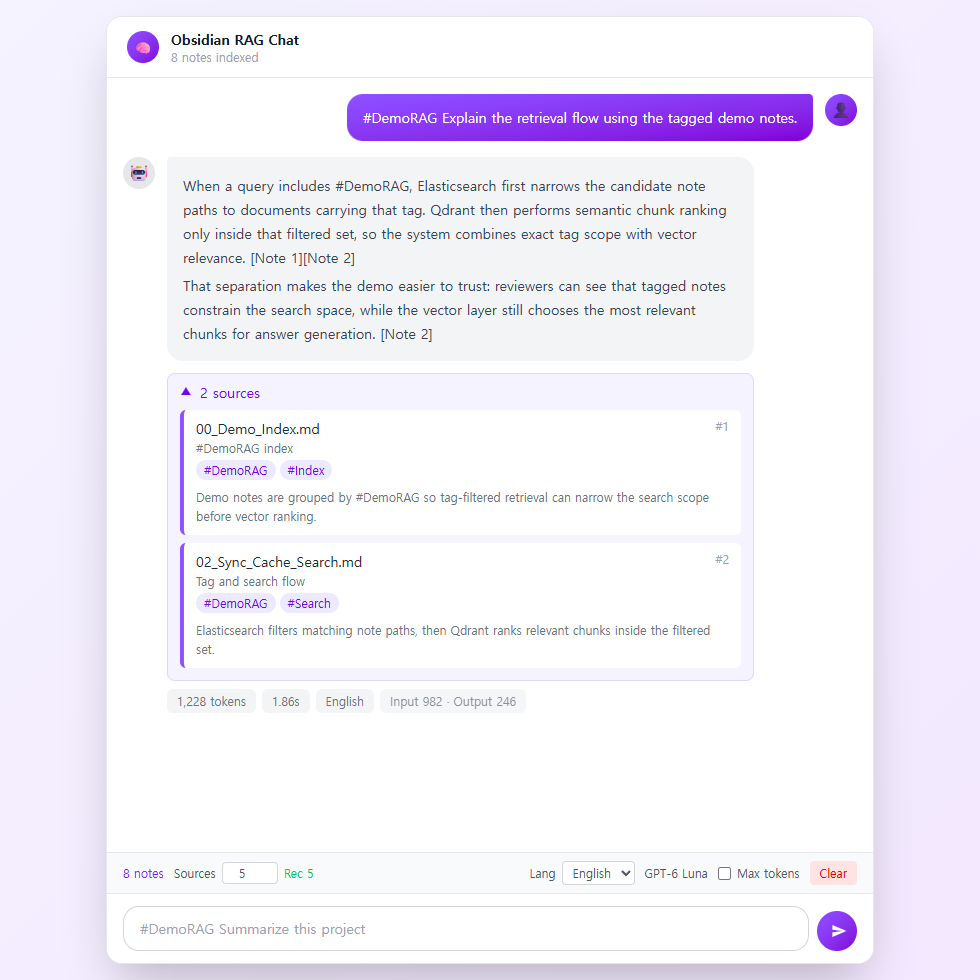 Obsidian RAG Chat
8 notes indexed
#DemoRAG Explain the retrieval flow using the tagged demo notes.
When a query includes #DemoRAG, Elasticsearch first narrows the candidate note
paths to documents carrying that tag. Qdrant then performs semantic chunk ranking
only inside that filtered set, so the system combines exact tag scope with vector
relevance. [Note 1][Note 2]
That separation makes the demo easier to trust: reviewers can see that tagged notes
constrain the search space, while the vector layer still chooses the most relevant
chunks for answer generation. [Note 2]
▲ 2 sources
00_Demo_Index.md #1
#DemoRAG index
#DemoRAG #Index
Demo notes are grouped by #DemoRAG so tag-filtered retrieval can narrow the search scope
before vector ranking.
02_Sync_Cache_Search.md #2
Tag and search flow
#DemoRAG #Search
Elasticsearch filters matching note paths, then Qdrant ranks relevant chunks inside the filtered
set.
1,228 tokens 1.86s English Input 982 · Output 246
8 notes Sources 5 Rec 5 Lang English GPT-6 Luna Max tokens Clear
#DemoRAG Summarize this project